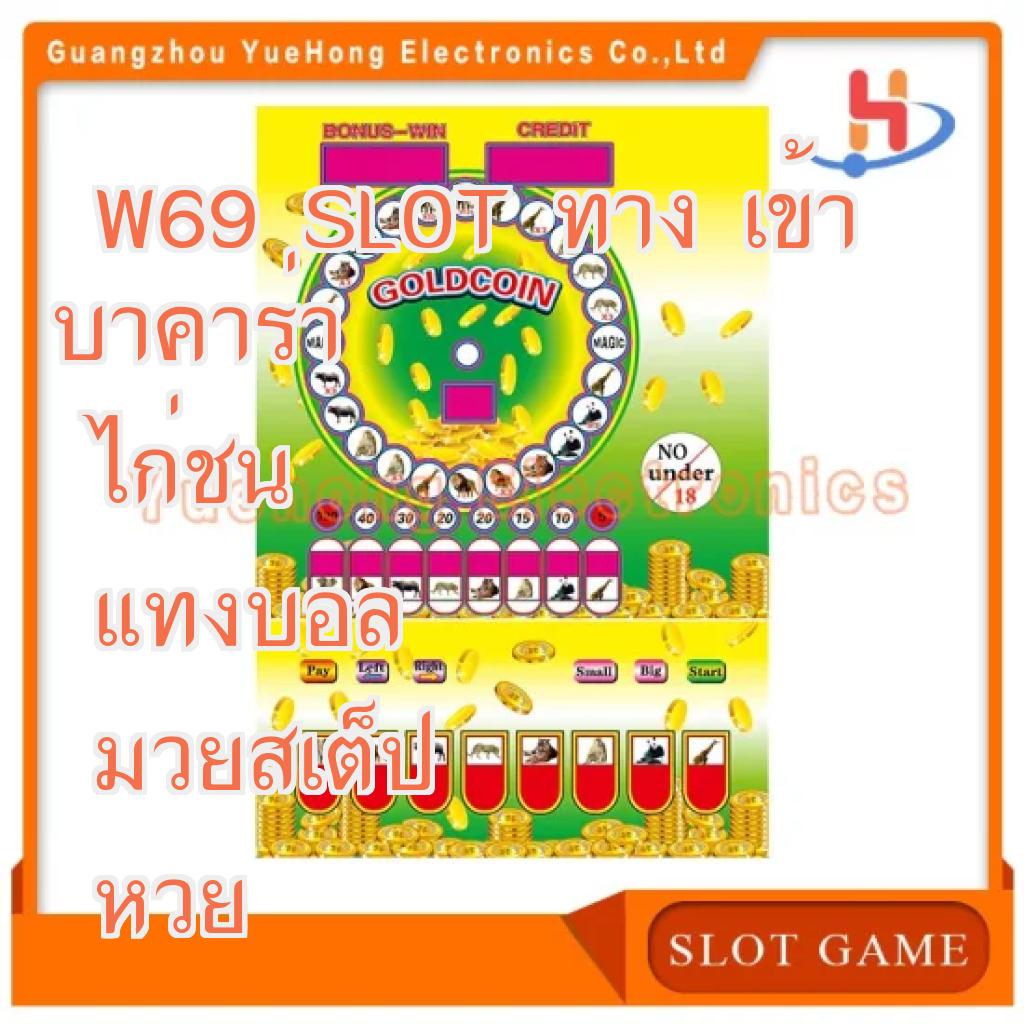 Guangzhou YueHong Electronics Co.,Ltd
BONUS-WIN CREDIT
W69 SLOT ทาง เข้า
บาคาร่า
GOLDCOIN
MAGIC
ไก่ชน
NO
under
18
Yuehong electronics
40 30 20 20 15 10 5
แทงบอล
Pay Left Right Small Big Start
มวยสเต็ป
หวย
SLOT GAME